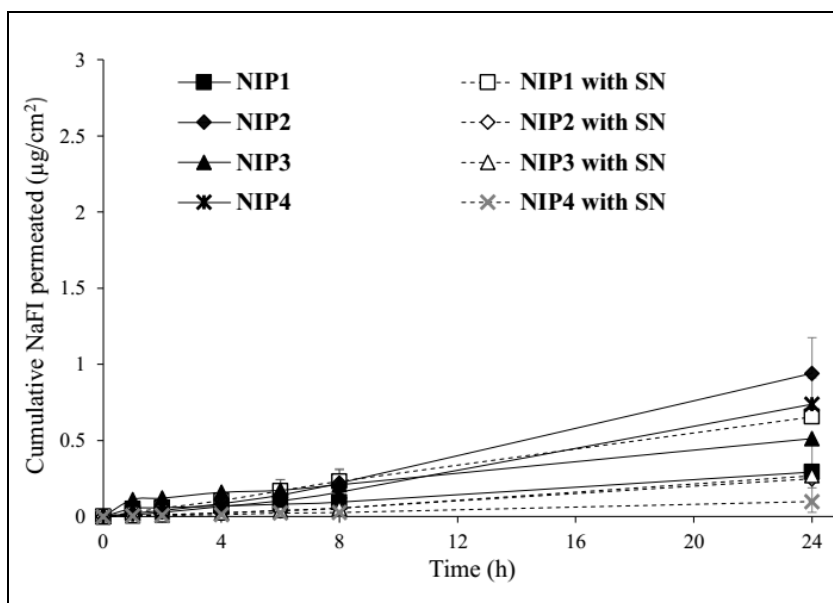 Cumulative NaFI permeated (µg/cm²)
3
2.5
2
1.5
1
0.5
0
NIP1
NIP2
NIP3
NIP4
NIP1 with SN
NIP2 with SN
NIP3 with SN
NIP4 with SN
0 4 8 12 16 20 24
Time (h)